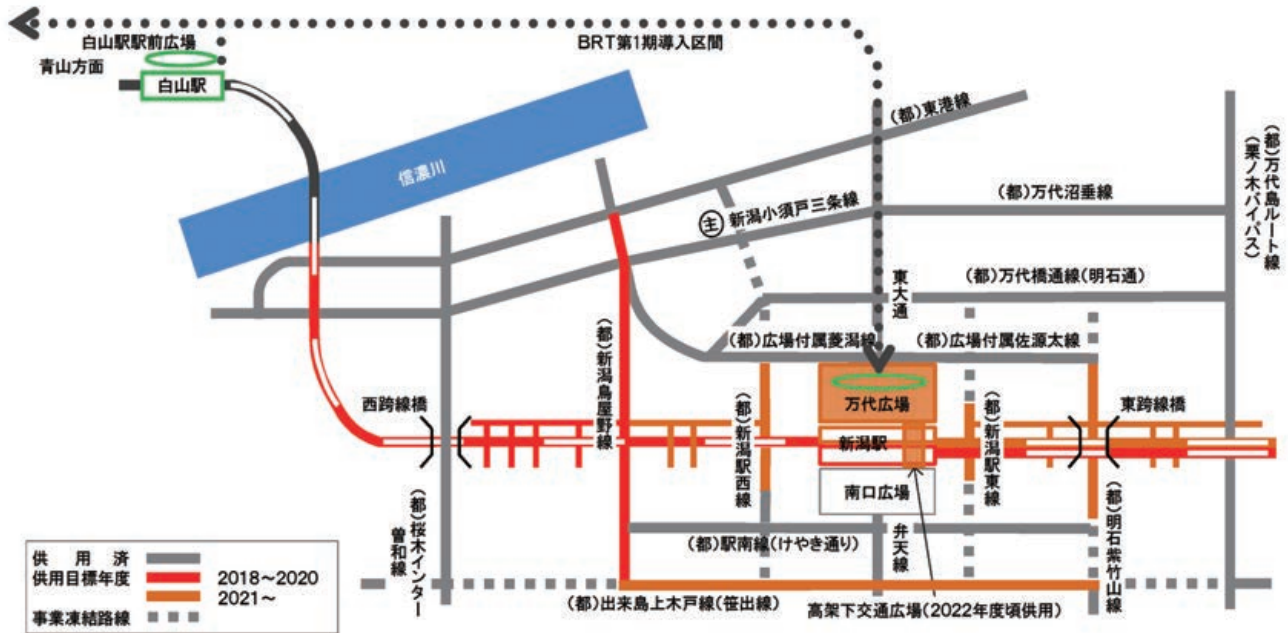 BRT第1期導入区間
白山駅駅前広場
青山方面
白山駅
(都)東港線
信濃川
(都)万代島ルート線
(栗ノ木バイパス)
(都)万代沼垂線
主 新潟小須戸三条線
(都)万代橋通線(明石通)
東大通
(都)広場付属菱潟線
(都)広場付属佐源太線
(都)新潟鳥屋野線
西跨線橋
万代広場
東跨線橋
新潟駅
(都)新潟駅西線
(都)新潟駅東線
南口広場
(都)桜木インター
曽和線
(都)駅南線(けやき通り)
弁天線
(都)明石紫竹山線
(都)出来島上木戸線(笹出線)
高架下交通広場(2022年度頃供用)
供用済
供用目標年度 2018~2020
2021~
事業凍結路線